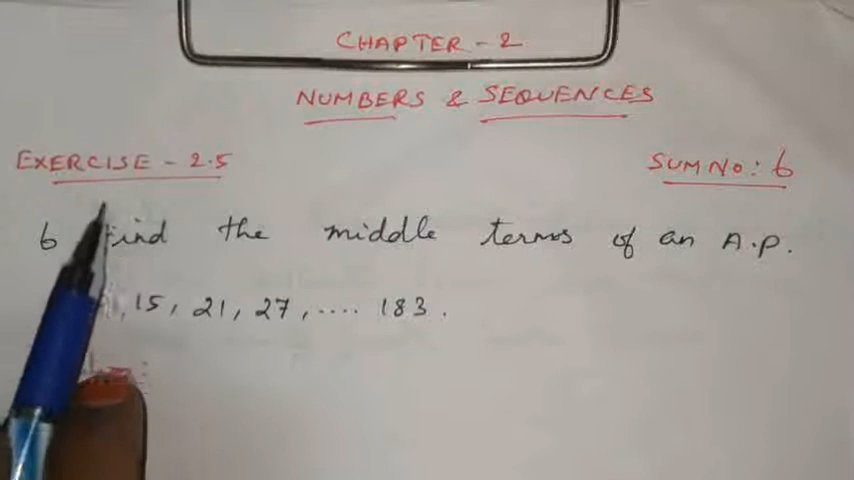 CHAPTER - 2
NUMBERS & SEQUENCES
EXERCISE - 2.5 SUM NO: 6
6 Find the middle terms of an A.P.
, 15, 21, 27, .... 183.